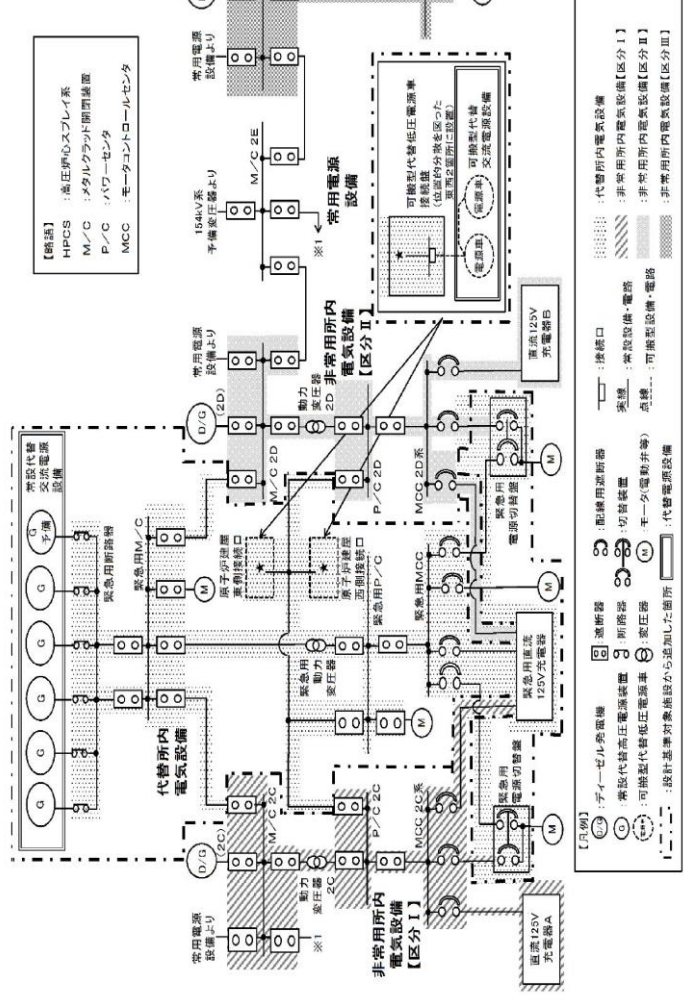 【略語】
HPCS :高圧炉心スプレイ系
M/C :メタルクラッド開閉装置
P/C :パワーセンタ
MCC :モータコントロールセンタ
常設代替
交流電源
設備
G
G
G
G
G
G
予備
緊急用断路器
緊急用M/C
M
代替所内
電気設備
常用電源
設備より
D/G
(2C)
M/C 2C
※1
動力
変圧器
2C
非常用所内
電気設備
【区分Ⅰ】
P/C 2C
MCC 2C系
直流125V
充電器A
緊急用
電源切替盤
M
緊急用
動力
変圧器
緊急用P/C
M
緊急用MCC
M
緊急用直流
125V充電器
原子炉建屋
東側接続口
★
★
原子炉建屋
西側接続口
常用電源
設備より
D/G
(2D)
M/C 2D
動力
変圧器
2D
非常用所内
電気設備
【区分Ⅱ】
P/C 2D
MCC 2D系
緊急用
電源切替盤
M
直流125V
充電器B
154kV系
予備変圧器より
M/C 2E
※1
常用電源
設備
常用電源
設備より
可搬型代替低圧電源車
接続盤
(位置的分散を図った
東西2箇所に設置)
★
可搬型代替
交流電源設備
電源車
電源車
【凡例】
D/G :ディーゼル発電機
G :常設代替高圧電源装置
電源車 :可搬型代替低圧電源車
:遮断器
:断路器
:変圧器
:配線用遮断器
:切替装置
M :モータ(電動弁等)
:接続口
実線 :常設設備・電路
点線 :可搬型設備・電路
:代替所内電気設備
:非常用所内電気設備【区分Ⅰ】
:非常用所内電気設備【区分Ⅱ】
:非常用所内電気設備【区分Ⅲ】
:設計基準対象施設から追加した箇所
:代替電源設備